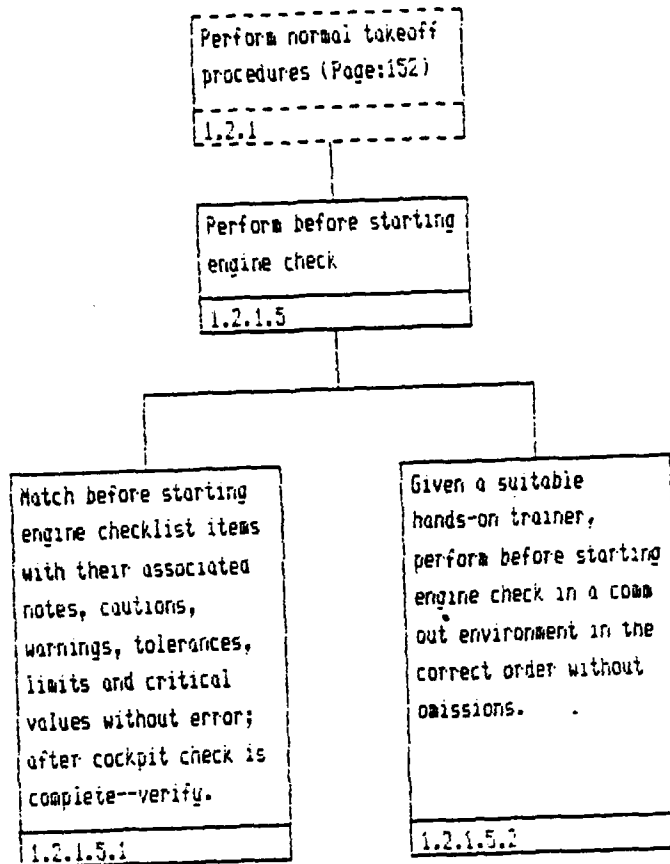 Perform normal takeoff
procedures (Page:152)
1.2.1
Perform before starting
engine check
1.2.1.5
Match before starting
engine checklist items
with their associated
notes, cautions,
warnings, tolerances,
limits and critical
values without error;
after cockpit check is
complete--verify.
1.2.1.5.1
Given a suitable
hands-on trainer,
perform before starting
engine check in a comm
out environment in the
correct order without
omissions.
1.2.1.5.2